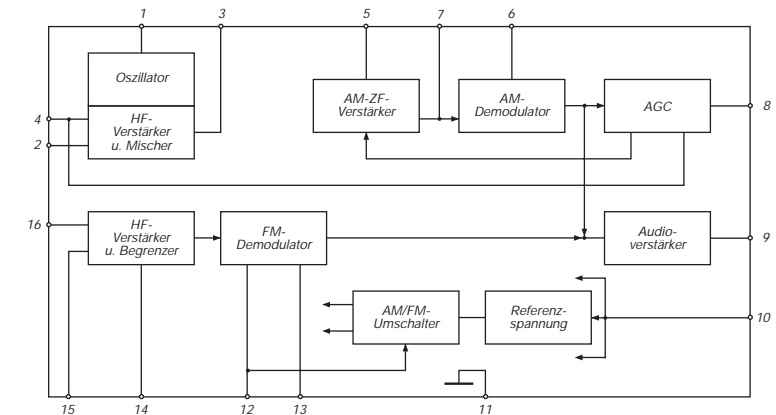 1
3
5
7
6
Oszillator
AM-ZF-
Verstärker
AM-
Demodulator
AGC
8
4
HF-
Verstärker
u. Mischer
2
16
HF-
Verstärker
u. Begrenzer
FM-
Demodulator
Audio-
verstärker
9
AM/FM-
Umschalter
Referenz-
spannung
10
15
14
12
13
11